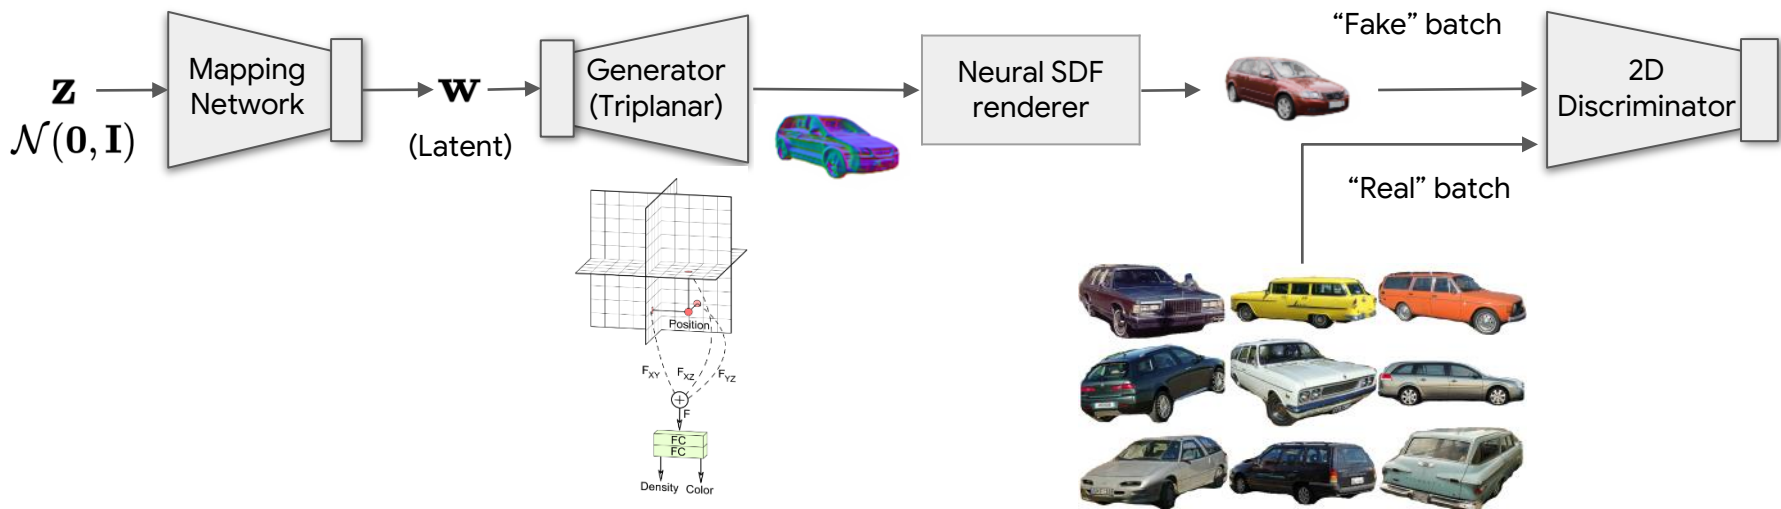 z
𝒩(0, I)
Mapping
Network
w
(Latent)
Generator
(Triplanar)
Neural SDF
renderer
“Fake” batch
“Real” batch
2D
Discriminator
Position
F_XY
F_XZ
F_YZ
+
F
FC
FC
Density
Color